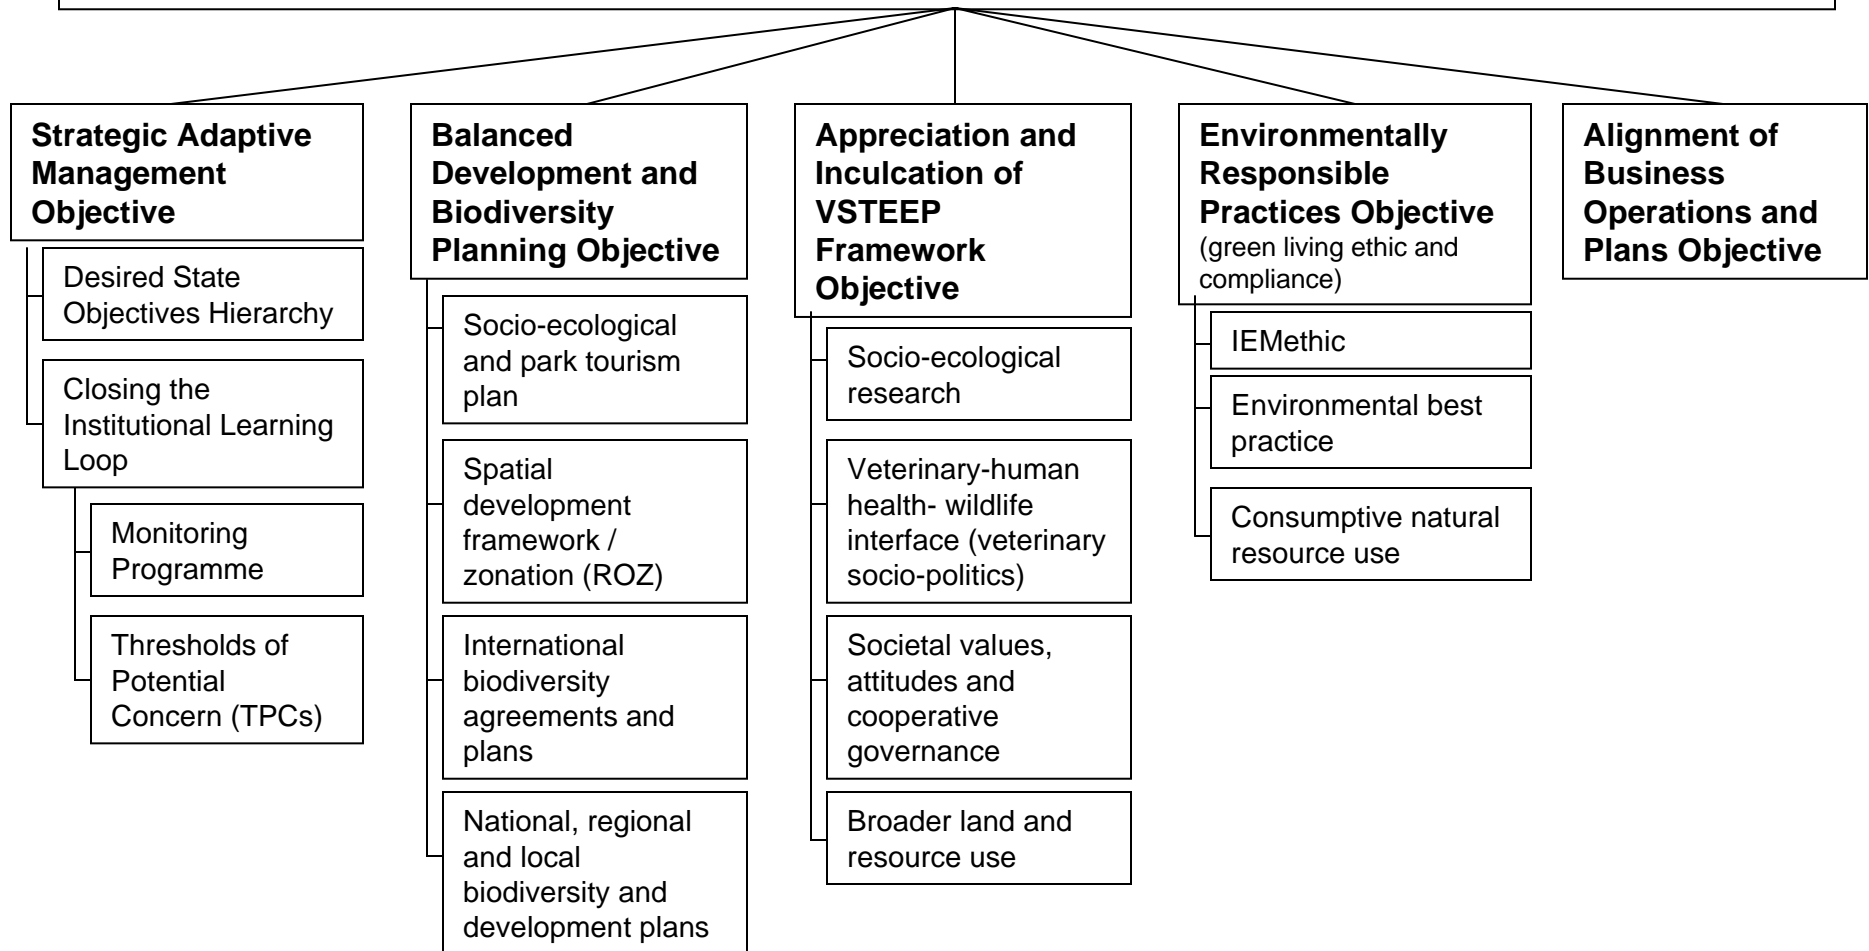 Strategic Adaptive
Management
Objective
Desired State
Objectives Hierarchy
Closing the
Institutional Learning
Loop
Monitoring
Programme
Thresholds of
Potential
Concern (TPCs)
Balanced
Development and
Biodiversity
Planning Objective
Socio-ecological
and park tourism
plan
Spatial
development
framework /
zonation (ROZ)
International
biodiversity
agreements and
plans
National, regional
and local
biodiversity and
development plans
Appreciation and
Inculcation of
VSTEEP
Framework
Objective
Socio-ecological
research
Veterinary-human
health- wildlife
interface (veterinary
socio-politics)
Societal values,
attitudes and
cooperative
governance
Broader land and
resource use
Environmentally
Responsible
Practices Objective
(green living ethic and
compliance)
IEMethic
Environmental best
practice
Consumptive natural
resource use
Alignment of
Business
Operations and
Plans Objective